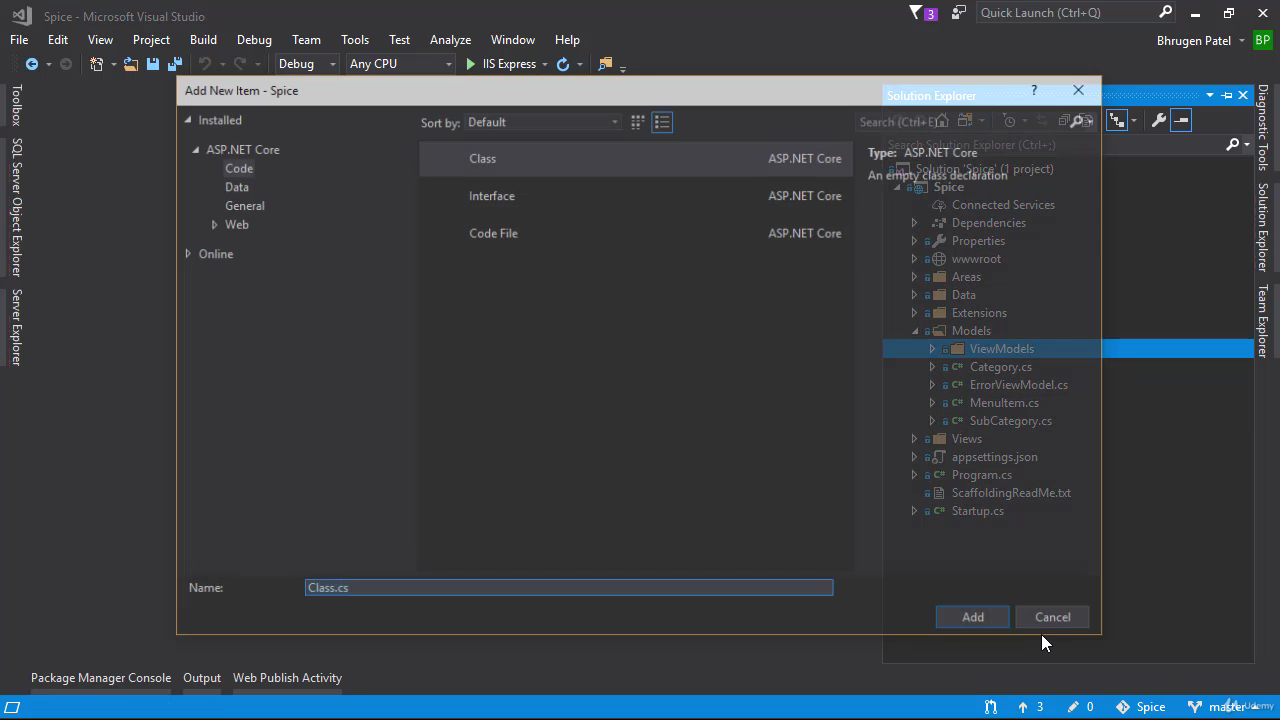 Spice - Microsoft Visual Studio
3
Quick Launch (Ctrl+Q)
File Edit View Project Build Debug Team Tools Test Analyze Window Help
Bhrugen Patel BP
Debug Any CPU IIS Express
Add New Item - Spice
Solution Explorer
Installed
Sort by: Default
Search (Ctrl+E)
Search Solution Explorer (Ctrl+;)
ASP.NET Core
Code
Data
General
Web
Online
Class ASP.NET Core
Interface ASP.NET Core
Code File ASP.NET Core
Type: ASP.NET Core
An empty class declaration
Solution 'Spice' (1 project)
Spice
Connected Services
Dependencies
Properties
wwwroot
Areas
Data
Extensions
Models
ViewModels
Category.cs
ErrorViewModel.cs
MenuItem.cs
SubCategory.cs
Views
appsettings.json
Program.cs
ScaffoldingReadMe.txt
Startup.cs
Name: Class.cs
Add Cancel
Toolbox
SQL Server Object Explorer
Server Explorer
Diagnostic Tools
Solution Explorer
Team Explorer
Package Manager Console Output Web Publish Activity
3 0 Spice master
Udemy